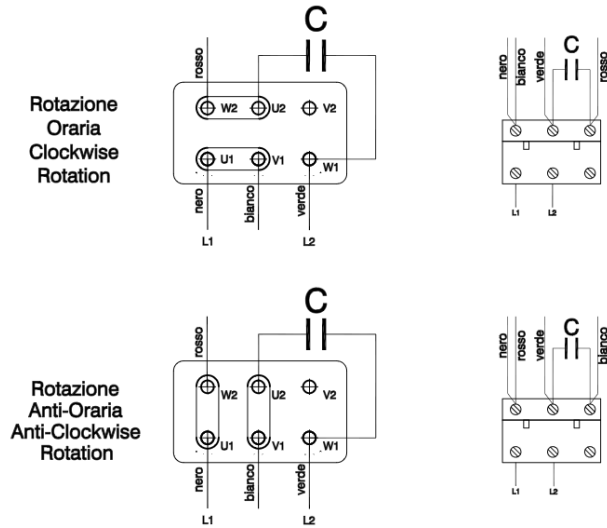 rosso
C
W2
U2
V2
Rotazione
Oraria
Clockwise
Rotation
U1
V1
W1
nero
bianco
verde
L1
L2
nero
bianco
verde
C
rosso
L1
L2
rosso
C
W2
U2
V2
Rotazione
Anti-Oraria
Anti-Clockwise
Rotation
U1
V1
W1
nero
bianco
verde
L1
L2
nero
rosso
verde
C
bianco
L1
L2